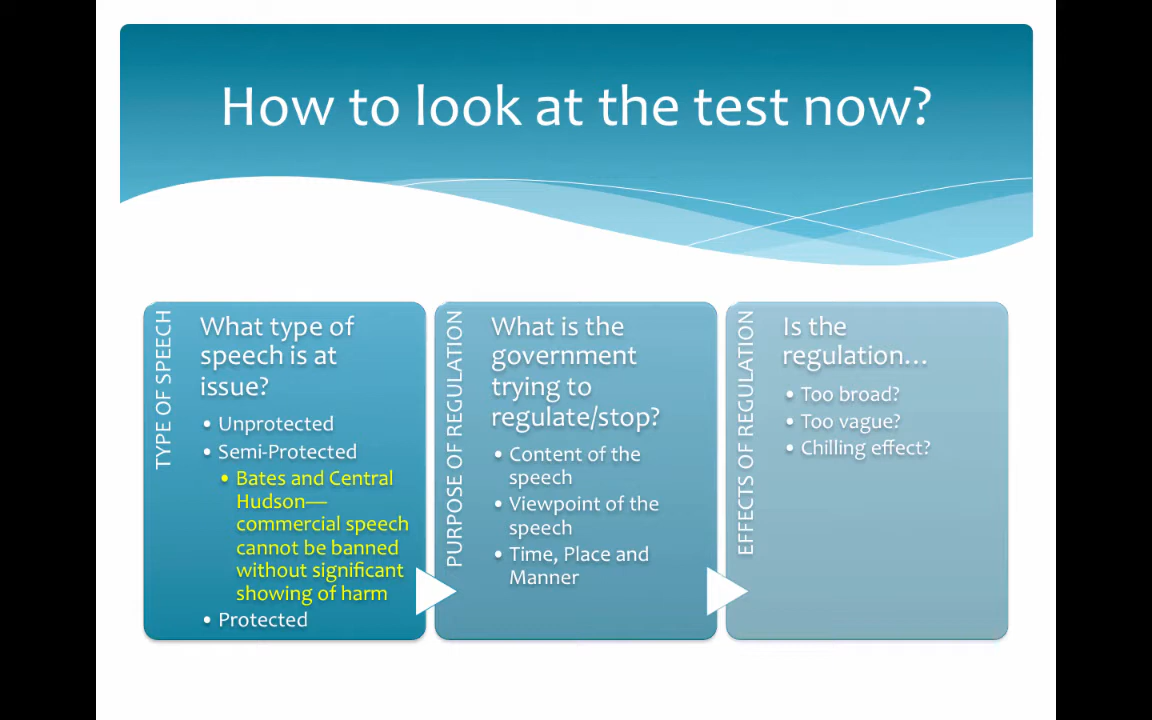 How to look at the test now?
TYPE OF SPEECH
What type of
speech is at
issue?
• Unprotected
• Semi-Protected
• Bates and Central
Hudson—
commercial speech
cannot be banned
without significant
showing of harm
• Protected
PURPOSE OF REGULATION
What is the
government
trying to
regulate/stop?
• Content of the
speech
• Viewpoint of the
speech
• Time, Place and
Manner
EFFECTS OF REGULATION
Is the
regulation...
• Too broad?
• Too vague?
• Chilling effect?